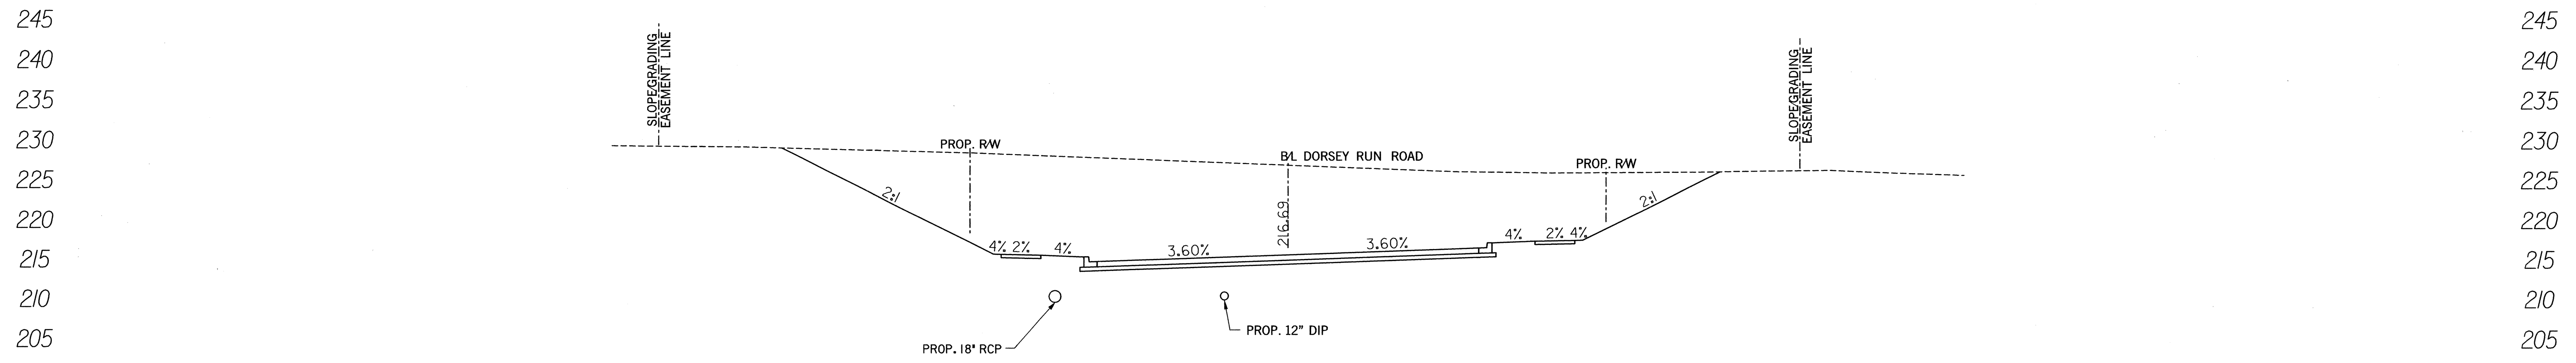 245 245
SLOPE/GRADING
EASEMENT LINE
SLOPE/GRADING
EASEMENT LINE
240 240
235 235
230 230
PROP. R/W
B/L DORSEY RUN ROAD
PROP. R/W
225 225
2:1
2:1
220 220
216.69
4% 2% 4%
3.60%
3.60%
4% 2% 4%
215 215
210 210
PROP. 12" DIP
205 205
PROP. 18" RCP